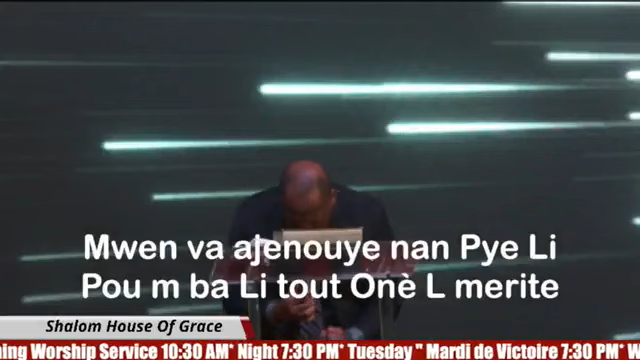 Mwen va ajenouye nan Pye Li
Pou m ba Li tout Onè L merite
Shalom House Of Grace
ning Worship Service 10:30 AM* Night 7:30 PM* Tuesday " Mardi de Victoire 7:30 PM* W